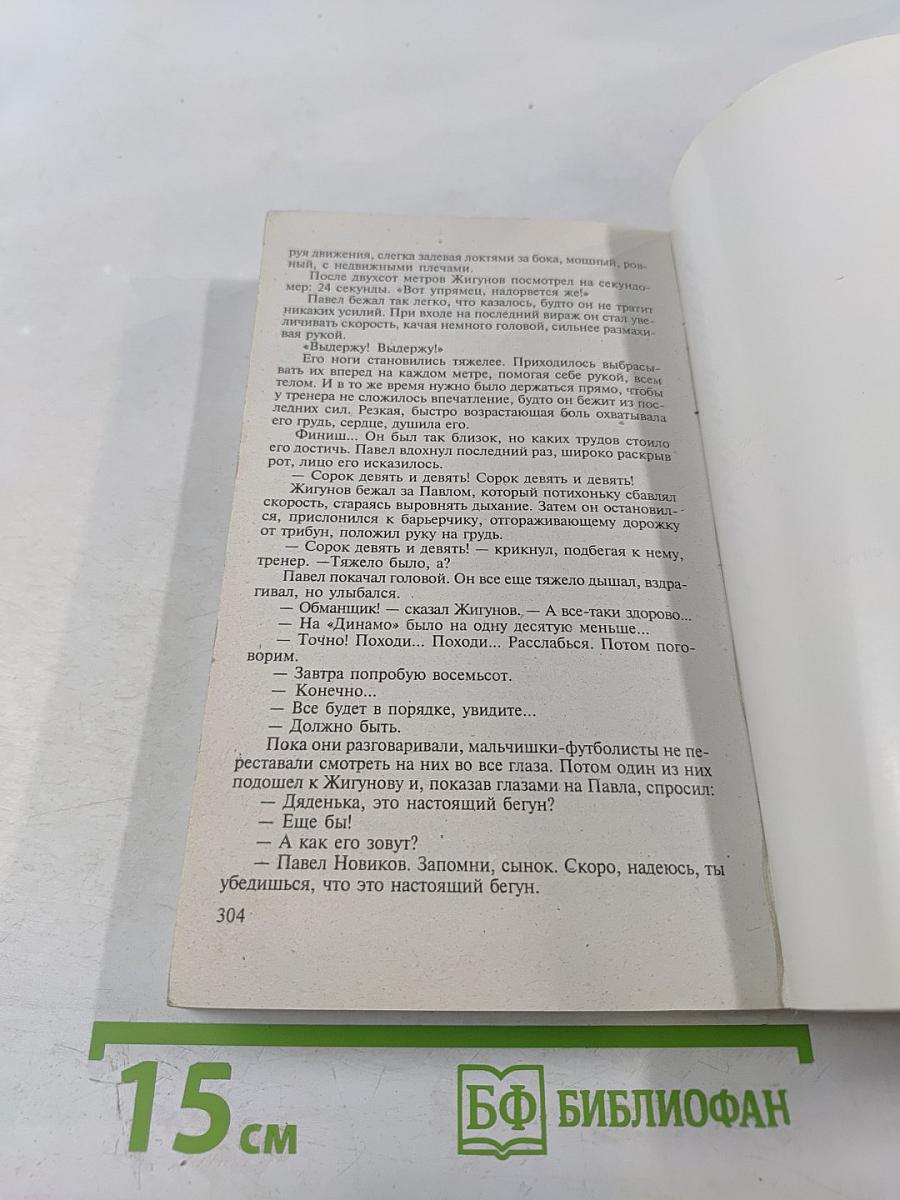 руя движения, слегка задевая локтями за бока, мощный, ров-
ный, с недвижными плечами.
После двухсот метров Жигунов посмотрел на секундо-
мер: 24 секунды. «Вот упрямец, надорвется же!»
Павел бежал так легко, что казалось, будто он не тратит
никаких усилий. При входе на последний вираж он стал уве-
личивать скорость, качая немного головой, сильнее размахи-
вая рукой.
«Выдержу! Выдержу!»
Его ноги становились тяжелее. Приходилось выбрасы-
вать их вперед на каждом метре, помогая себе рукой, всем
телом. И в то же время нужно было держаться прямо, чтобы
у тренера не сложилось впечатление, будто он бежит из пос-
ледних сил. Резкая, быстро возрастающая боль охватывала
его грудь, сердце, душила его.
Финиш... Он был так близок, но каких трудов стоило
его достичь. Павел вдохнул последний раз, широко раскрыв
рот, лицо его исказилось.
— Сорок девять и девять! Сорок девять и девять!
Жигунов бежал за Павлом, который потихоньку сбавлял
скорость, стараясь выровнять дыхание. Затем он остановил-
ся, прислонился к барьерчику, отгораживающему дорожку
от трибун, положил руку на грудь.
— Сорок девять и девять! — крикнул, подбегая к нему,
тренер. —Тяжело было, а?
Павел покачал головой. Он все еще тяжело дышал, вздра-
гивал, но улыбался.
— Обманщик! — сказал Жигунов. — А все-таки здорово...
— На «Динамо» было на одну десятую меньше...
— Точно! Походи... Походи... Расслабься. Потом пого-
ворим.
— Завтра попробую восемьсот.
— Конечно...
— Все будет в порядке, увидите...
— Должно быть.
Пока они разговаривали, мальчишки-футболисты не пе-
реставали смотреть на них во все глаза. Потом один из них
подошел к Жигунову и, показав глазами на Павла, спросил:
— Дяденька, это настоящий бегун?
— Еще бы!
— А как его зовут?
— Павел Новиков. Запомни, сынок. Скоро, надеюсь, ты
убедишься, что это настоящий бегун.
304
15 см
БФ БИБЛИОФАН